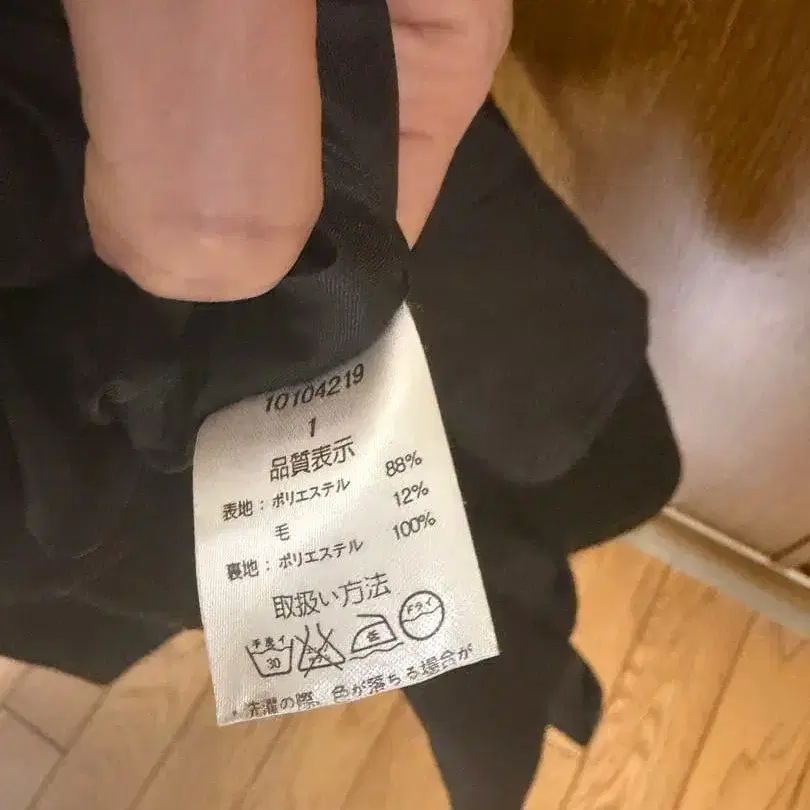 10104219
1
品質表示
表地：ポリエステル 88%
毛 12%
裏地：ポリエステル 100%
取扱い方法
手洗イ 30 低 ドライ
・洗濯の際、色が落ちる場合が